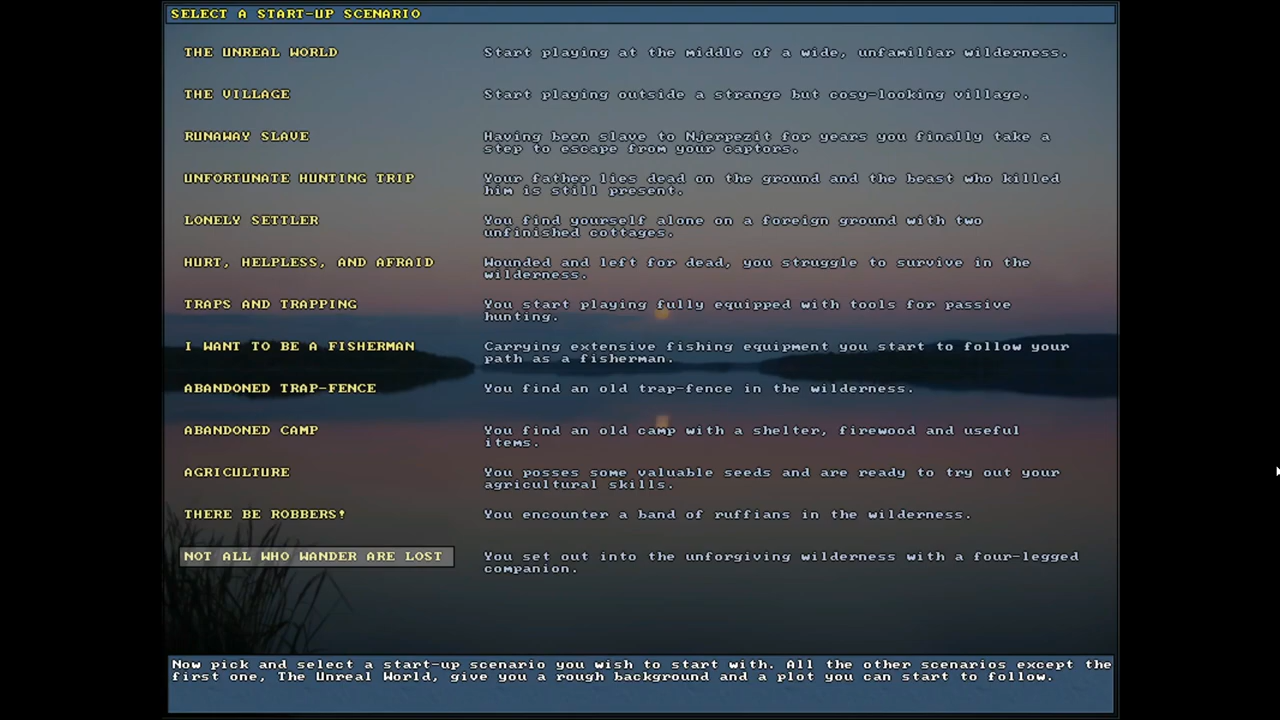 SELECT A START-UP SCENARIO
THE UNREAL WORLD
Start playing at the middle of a wide, unfamiliar wilderness.
THE VILLAGE
Start playing outside a strange but cosy-looking village.
RUNAWAY SLAVE
Having been slave to Njerpezit for years you finally take a
step to escape from your captors.
UNFORTUNATE HUNTING TRIP
Your father lies dead on the ground and the beast who killed
him is still present.
LONELY SETTLER
You find yourself alone on a foreign ground with two
unfinished cottages.
HURT, HELPLESS, AND AFRAID
Wounded and left for dead, you struggle to survive in the
wilderness.
TRAPS AND TRAPPING
You start playing fully equipped with tools for passive
hunting.
I WANT TO BE A FISHERMAN
Carrying extensive fishing equipment you start to follow your
path as a fisherman.
ABANDONED TRAP-FENCE
You find an old trap-fence in the wilderness.
ABANDONED CAMP
You find an old camp with a shelter, firewood and useful
items.
AGRICULTURE
You posses some valuable seeds and are ready to try out your
agricultural skills.
THERE BE ROBBERS!
You encounter a band of ruffians in the wilderness.
NOT ALL WHO WANDER ARE LOST
You set out into the unforgiving wilderness with a four-legged
companion.
Now pick and select a start-up scenario you wish to start with. All the other scenarios except the
first one, The Unreal World, give you a rough background and a plot you can start to follow.